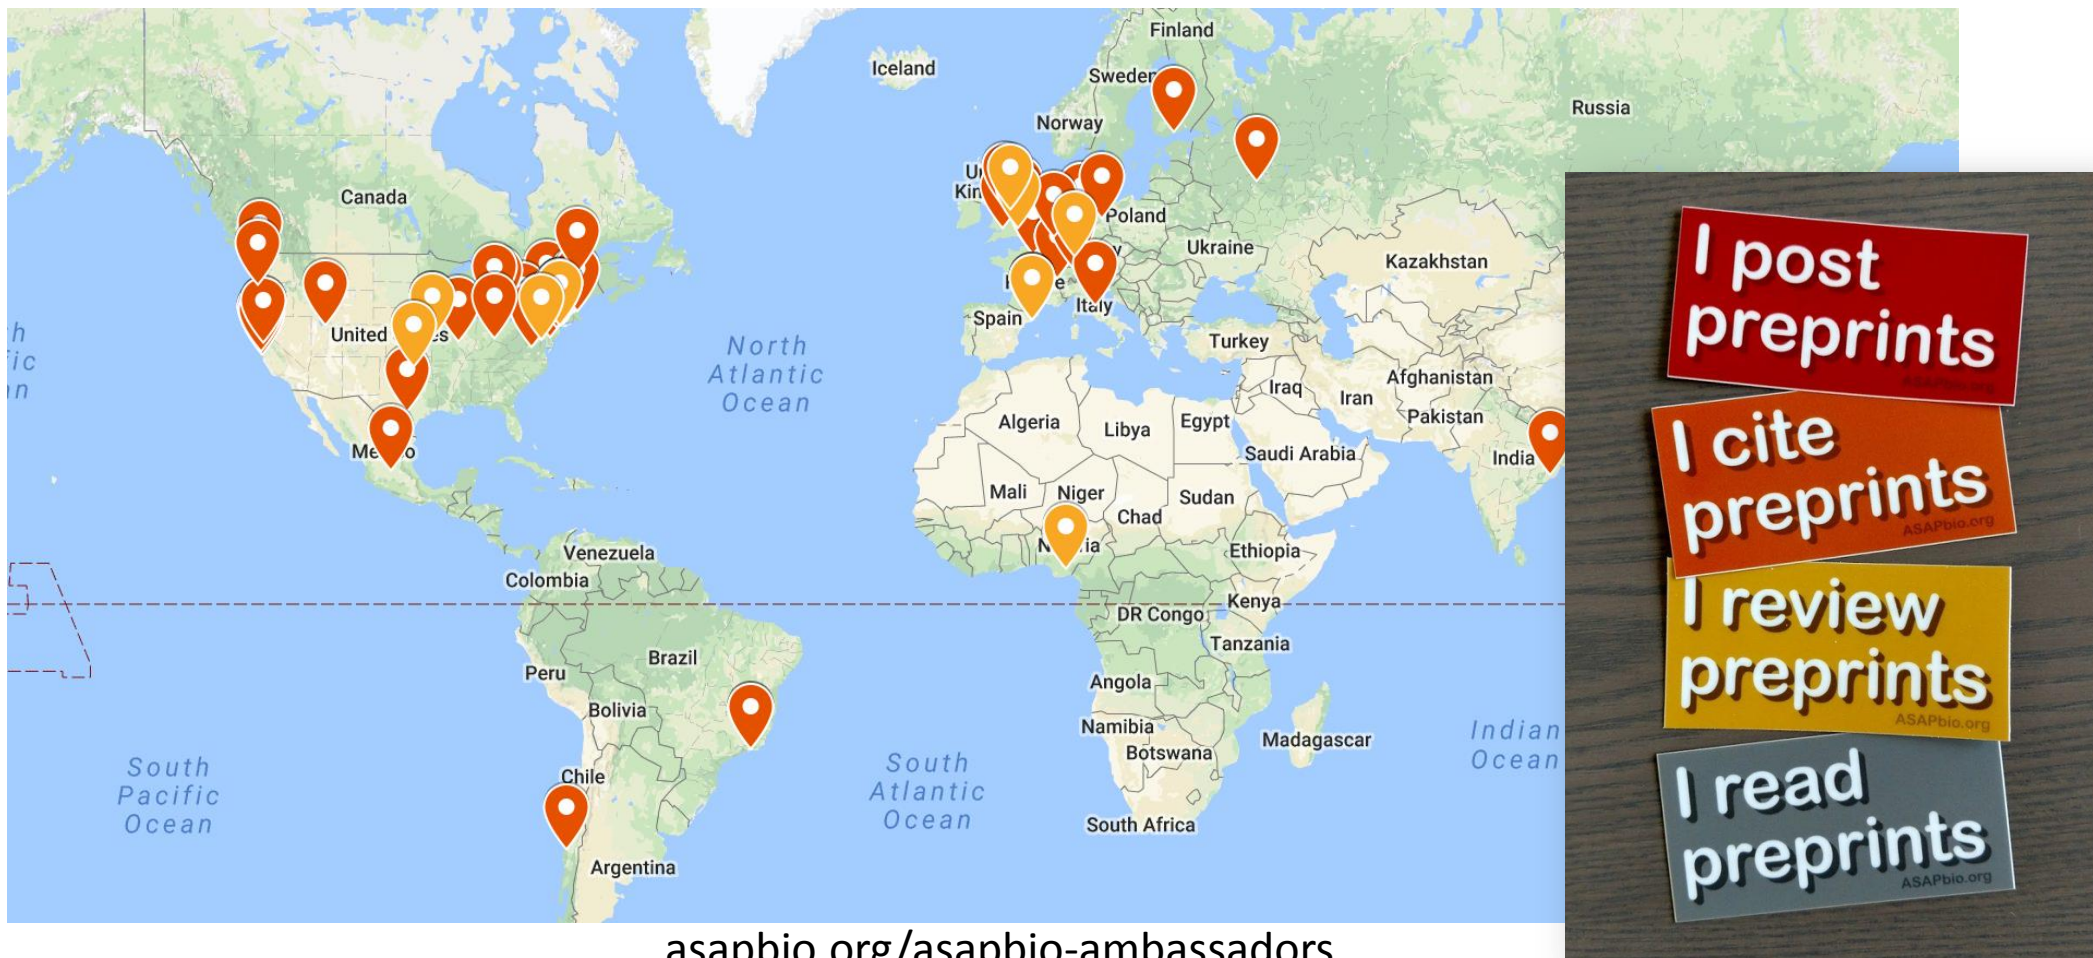 Finland
Iceland
Sweden
Russia
Norway
Canada
Poland
Ukraine
Kazakhstan
Italy
Spain
United
Turkey
North
Atlantic
Ocean
Afghanistan
Iraq
Iran
Pakistan
Algeria
Libya
Egypt
Saudi Arabia
India
Mali
Niger
Sudan
Chad
Venezuela
Ethiopia
Colombia
Kenya
DR Congo
Tanzania
Brazil
Peru
Angola
Bolivia
Namibia
Botswana
Madagascar
Indian
Ocean
South
Pacific
Ocean
Chile
South
Atlantic
Ocean
South Africa
Argentina
I post
preprints
ASAPbio.org
I cite
preprints
ASAPbio.org
I review
preprints
ASAPbio.org
I read
preprints
ASAPbio.org
asapbio.org/asapbio-ambassadors